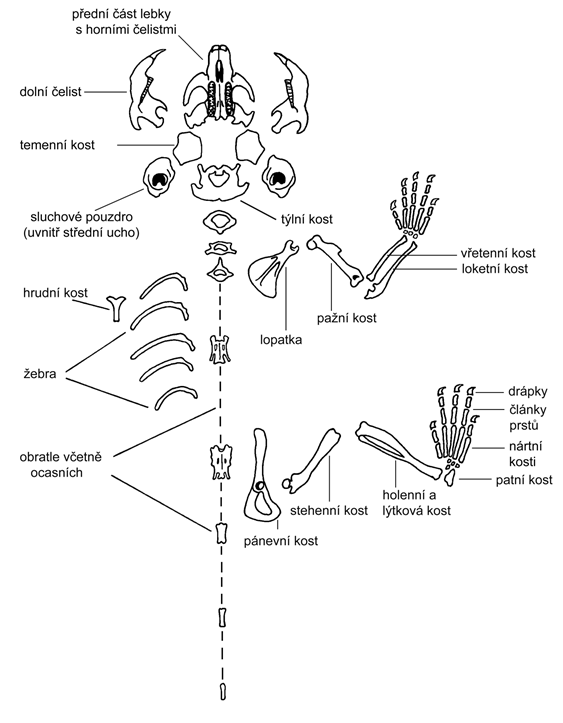 přední část lebky
s horními čelistmi
dolní čelist
temenní kost
sluchové pouzdro
(uvnitř střední ucho)
týlní kost
vřetenní kost
loketní kost
hrudní kost
pažní kost
lopatka
žebra
drápky
články
prstů
obratle včetně
ocasních
nártní
kosti
patní kost
holenní a
lýtková kost
stehenní kost
pánevní kost